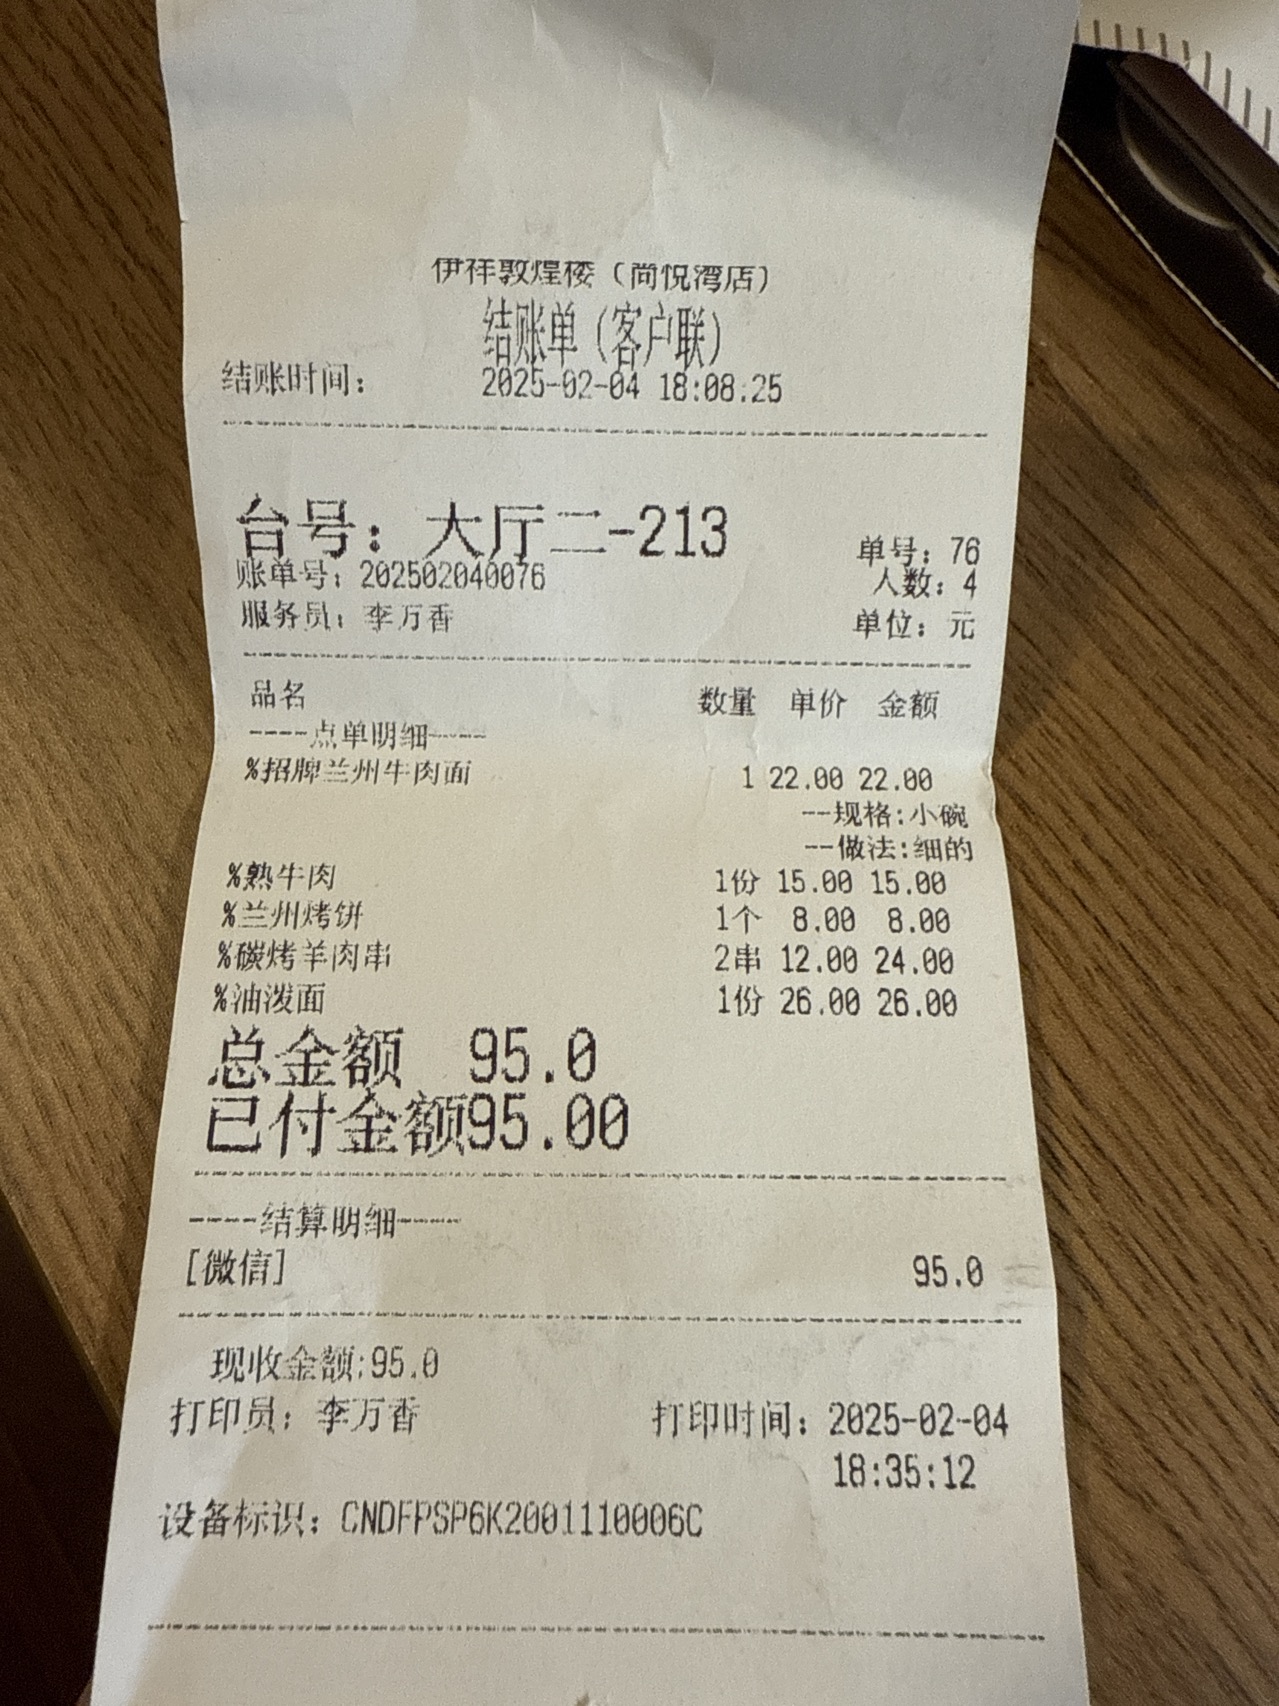 伊祥敦煌楼（尚悦湾店）
结账单（客户联）
结账时间： 2025-02-04 18:08:25
台号：大厅二-213
单号：76
账单号：202502040076
人数：4
服务员：李万香
单位：元
品名 数量 单价 金额
----点单明细----
%招牌兰州牛肉面 1 22.00 22.00
--规格:小碗
--做法:细的
%熟牛肉 1份 15.00 15.00
%兰州烤饼 1个 8.00 8.00
%碳烤羊肉串 2串 12.00 24.00
%油泼面 1份 26.00 26.00
总金额 95.0
已付金额95.00
----结算明细----
[微信] 95.0
现收金额:95.0
打印员：李万香 打印时间：2025-02-04
18:35:12
设备标识：CNDFPSP6K2001110006C